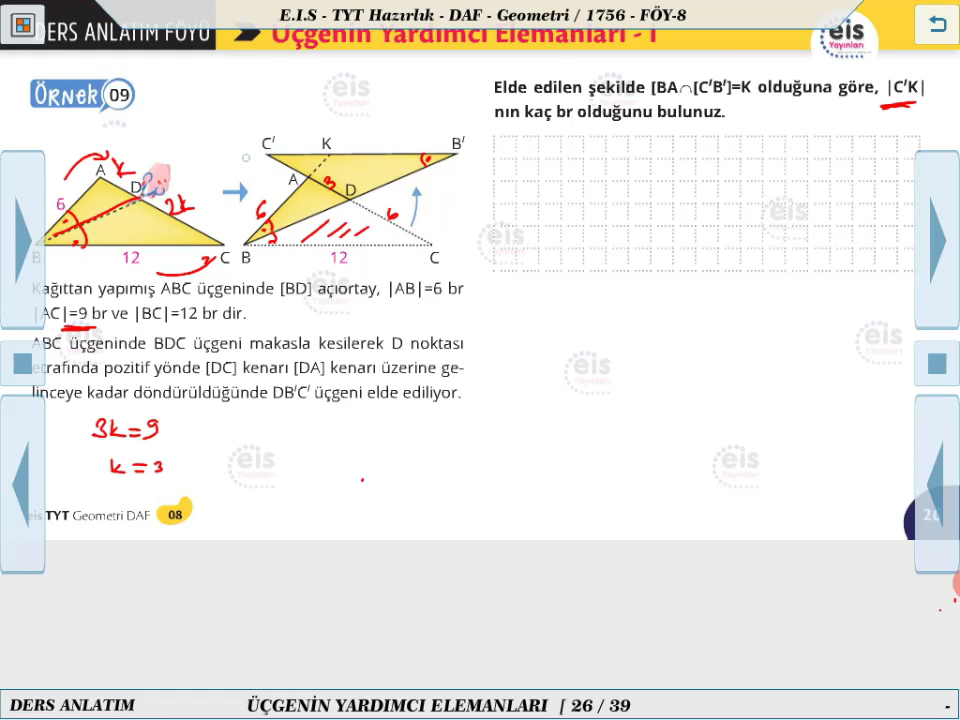 E.I.S - TYT Hazırlık - DAF - Geometri / 1756 - FÖY-8
DERS ANLATIM FÖYÜ
Üçgenin Yardımcı Elemanları - I
eis
Yayınları
ÖRNEK 09
A
D
6
k
2k
B
12
C
C' K B'
A
3
D
6
6
B
12
C
Kağıttan yapımış ABC üçgeninde [BD] açıortay, |AB|=6 br
|AC|=9 br ve |BC|=12 br dir.
ABC üçgeninde BDC üçgeni makasla kesilerek D noktası
etrafında pozitif yönde [DC] kenarı [DA] kenarı üzerine ge-
linceye kadar döndürüldüğünde DB'C' üçgeni elde ediliyor.
3k=9
k=3
eis TYT Geometri DAF 08
Elde edilen şekilde [BA∩[C'B']=K olduğuna göre, |C'K|
nın kaç br olduğunu bulunuz.
26
DERS ANLATIM
ÜÇGENİN YARDIMCI ELEMANLARI [ 26 / 39
-